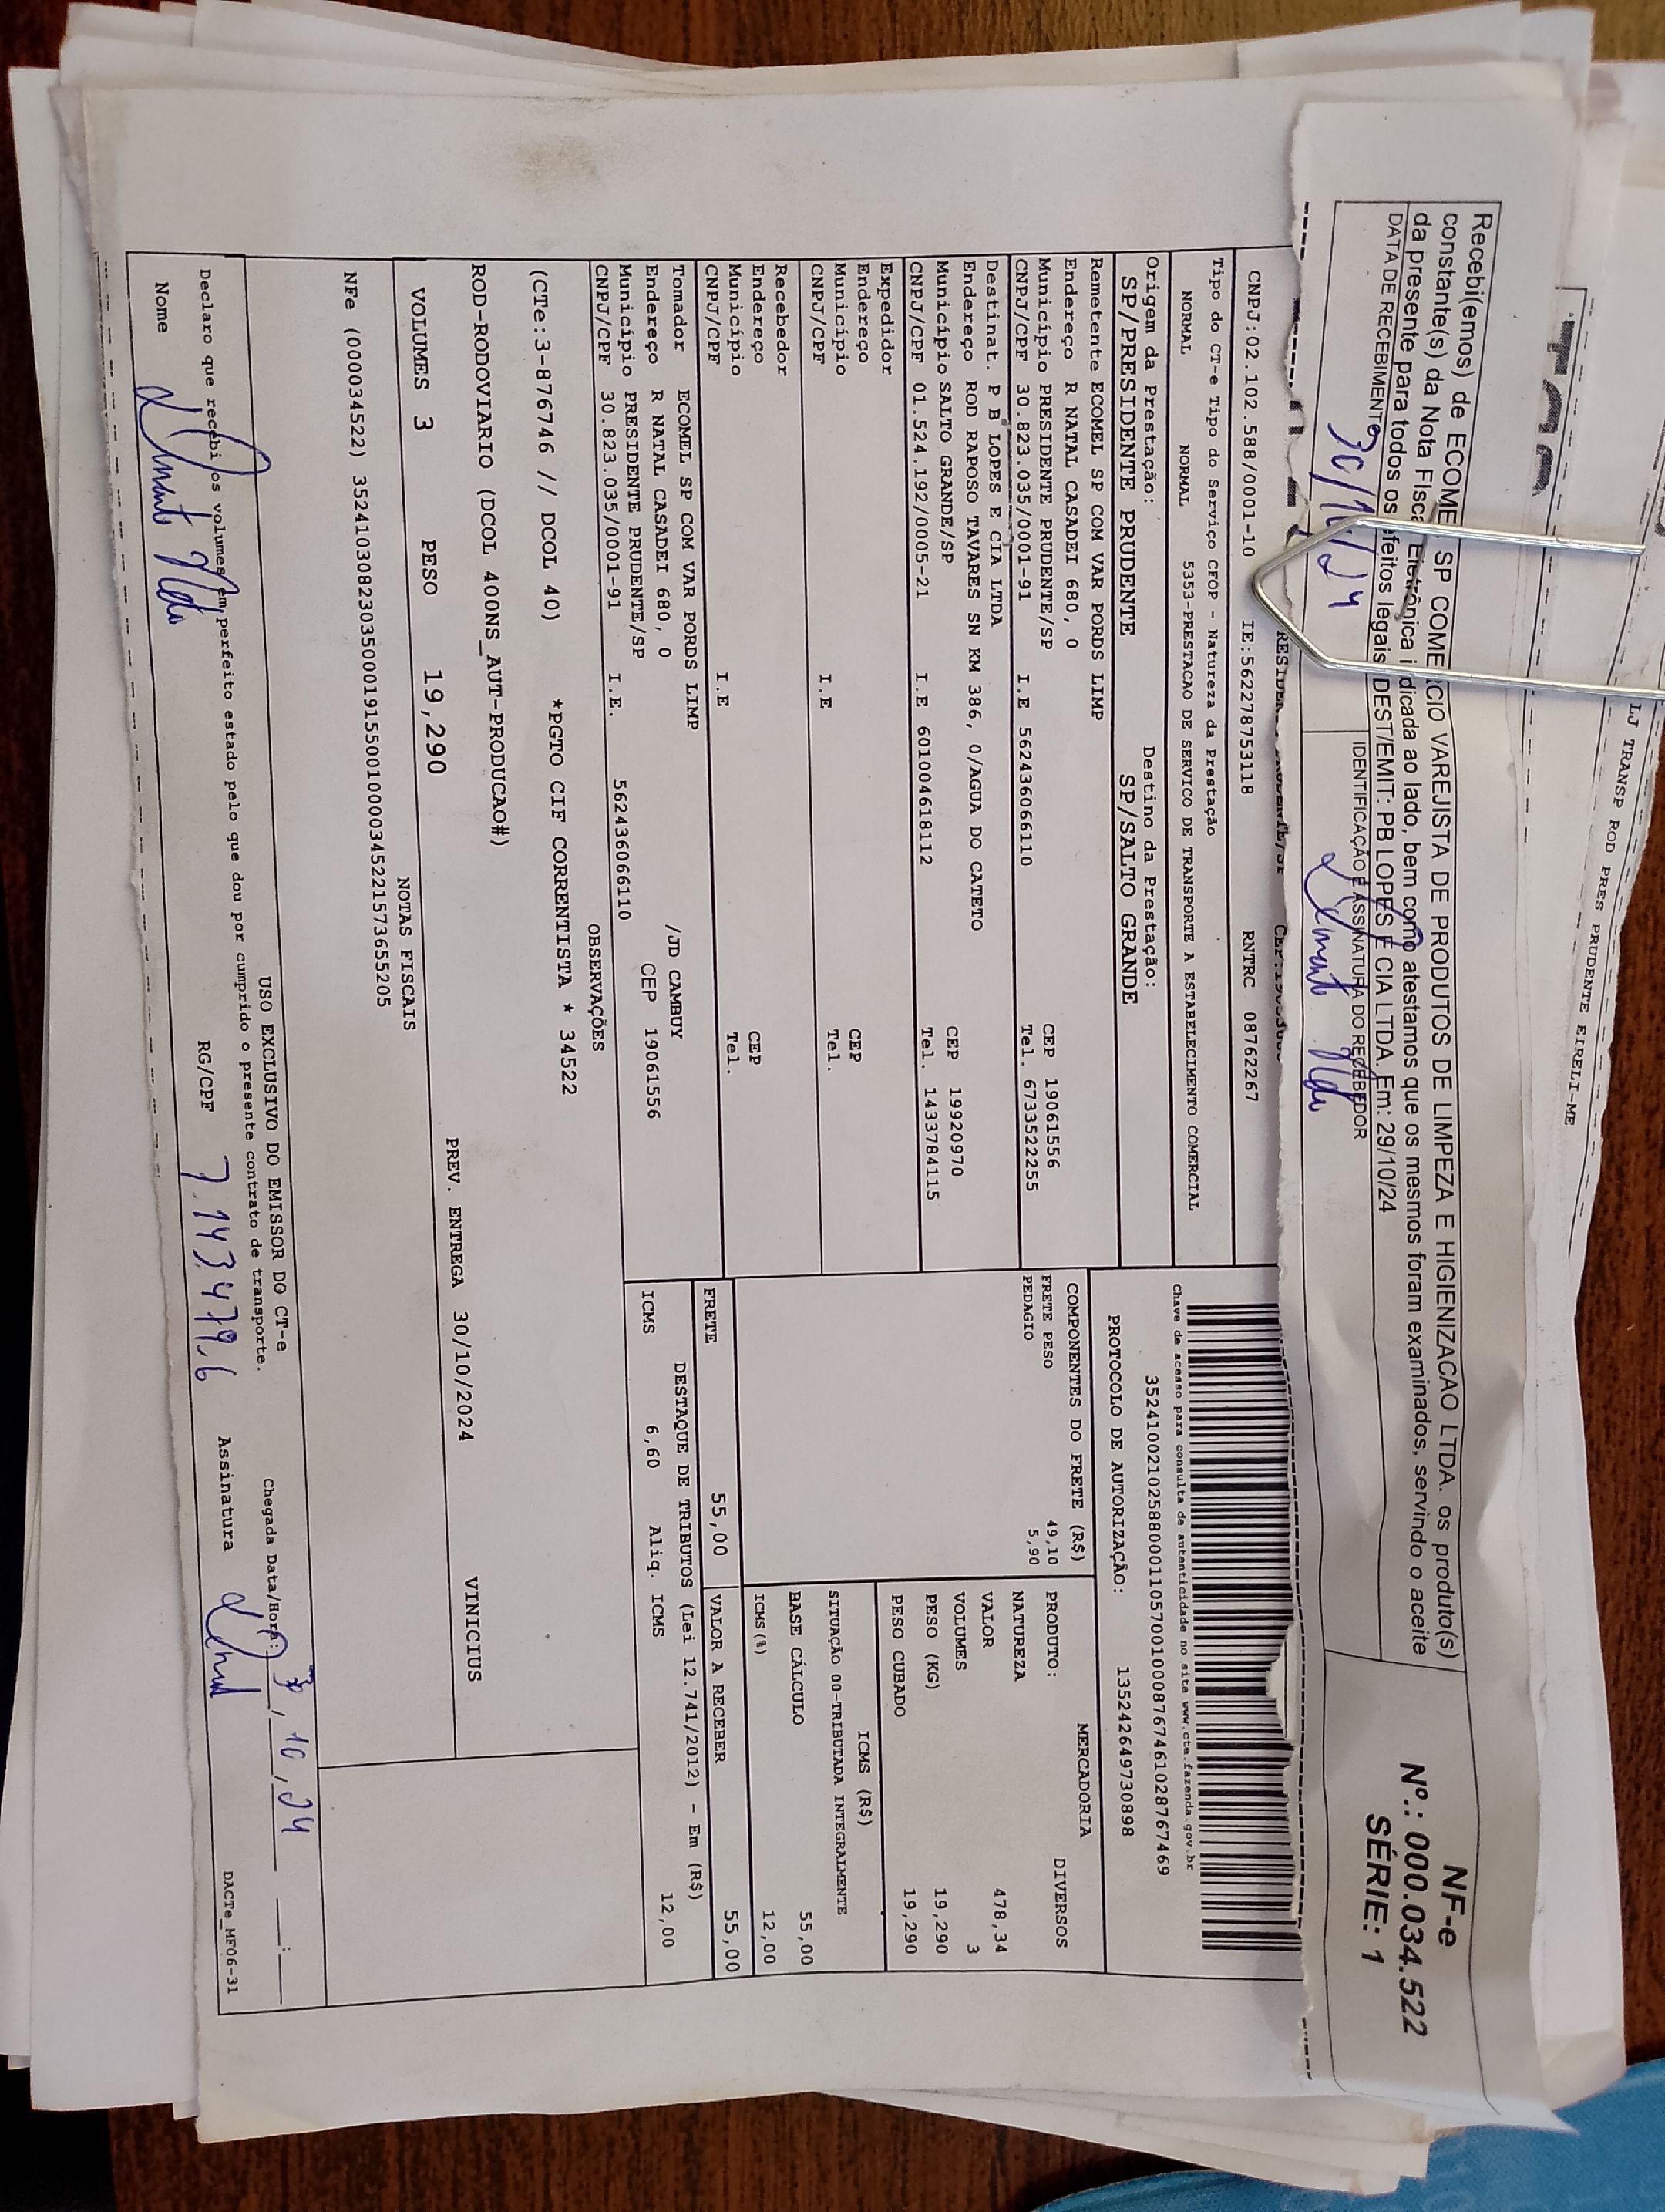 LJ TRANSP ROD PRES PRUDENTE EIRELI-ME
Recebi(emos) de ECOME SP COMERCIO VAREJISTA DE PRODUTOS DE LIMPEZA E HIGIENIZACAO LTDA. os produto(s)
constante(s) da Nota Fiscal Eletrônica indicada ao lado, bem como atestamos que os mesmos foram examinados, servindo o aceite
da presente para todos os efeitos legais DEST/EMIT: PB LOPES E CIA LTDA. Em: 29/10/24
DATA DE RECEBIMENTO
30/10/24
IDENTIFICAÇÃO E ASSINATURA DO RECEBEDOR
NF-e
Nº.: 000.034.522
SÉRIE: 1
CNPJ:02.102.588/0001-10 IE:562278753118 RNTRC 08762267
Tipo do CT-e Tipo do Serviço CFOP - Natureza da Prestação
NORMAL NORMAL 5353-PRESTACAO DE SERVICO DE TRANSPORTE A ESTABELECIMENTO COMERCIAL
Origem da Prestação: Destino da Prestação:
SP/PRESIDENTE PRUDENTE SP/SALTO GRANDE
Chave de acesso para consulta de autenticidade no site www.cte.fazenda.gov.br
35241002102588000110570010008767461028767469
PROTOCOLO DE AUTORIZAÇÃO: 135242649730898
Remetente ECOMEL SP COM VAR PORDS LIMP
Endereço R NATAL CASADEI 680, 0
Município PRESIDENTE PRUDENTE/SP CEP 19061556
CNPJ/CPF 30.823.035/0001-91 I.E 562436066110 Tel. 6733522255
Destinat. P B LOPES E CIA LTDA
Endereço ROD RAPOSO TAVARES SN KM 386, 0/AGUA DO CATETO
Município SALTO GRANDE/SP CEP 19920970
CNPJ/CPF 01.524.192/0005-21 I.E 601004618112 Tel. 1433784115
Expedidor
Endereço
Município CEP
CNPJ/CPF I.E Tel.
Recebedor
Endereço
Município CEP
CNPJ/CPF I.E Tel.
Tomador ECOMEL SP COM VAR PORDS LIMP
Endereço R NATAL CASADEI 680, 0 /JD CAMBUY
Município PRESIDENTE PRUDENTE/SP CEP 19061556
CNPJ/CPF 30.823.035/0001-91 I.E. 562436066110
COMPONENTES DO FRETE (R$)
FRETE PESO 49,10
PEDAGIO 5,90
MERCADORIA
PRODUTO: DIVERSOS
NATUREZA
VALOR 478,34
VOLUMES 3
PESO (KG) 19,290
PESO CUBADO 19,290
ICMS (R$)
SITUAÇÃO 00-TRIBUTADA INTEGRALMENTE
BASE CÁLCULO 55,00
ICMS(%) 12,00
FRETE 55,00 VALOR A RECEBER 55,00
DESTAQUE DE TRIBUTOS (Lei 12.741/2012) - Em (R$)
ICMS 6,60 Aliq. ICMS 12,00
OBSERVAÇÕES
(CTe:3-876746 // DCOL 40) *PGTO CIF CORRENTISTA * 34522
ROD-RODOVIARIO (DCOL 400NS_AUT-PRODUCAO#)
PREV. ENTREGA 30/10/2024 VINICIUS
VOLUMES 3 PESO 19,290
NOTAS FISCAIS
NFe (000034522) 35241030823035000191550010000345221573655205
USO EXCLUSIVO DO EMISSOR DO CT-e
Declaro que recebi os volumes em perfeito estado pelo que dou por cumprido o presente contrato de transporte.
Chegada Data/Hora: 30/10/24 __:__
Nome
RG/CPF 7.143.479.6
Assinatura
DACTe_MF06-31